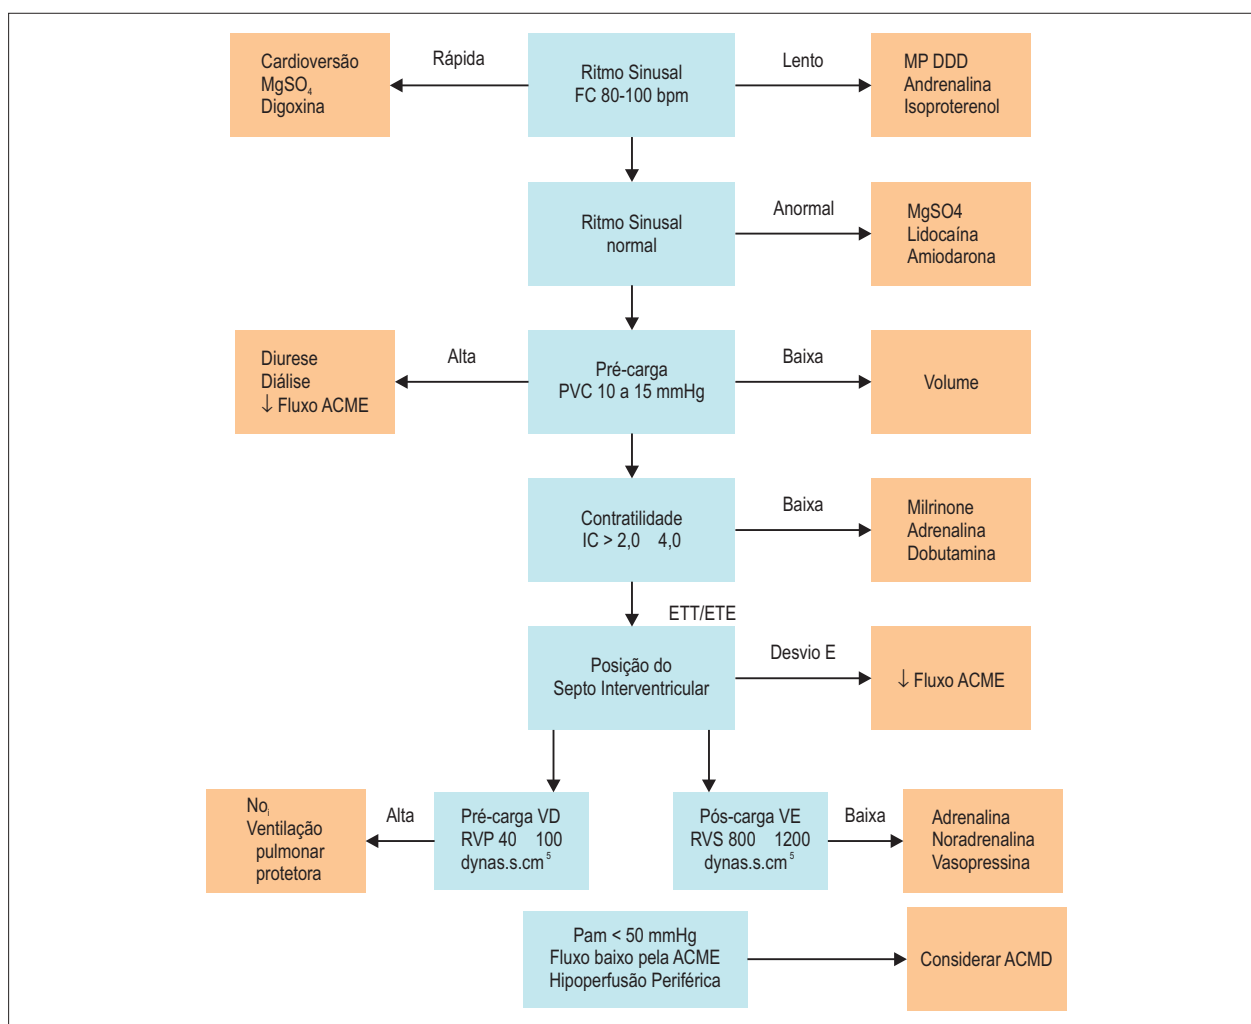 Cardioversão
MgSO₄
Digoxina
Rápida
Ritmo Sinusal
FC 80-100 bpm
Lento
MP DDD
Andrenalina
Isoproterenol
Ritmo Sinusal
normal
Anormal
MgSO4
Lidocaína
Amiodarona
Diurese
Diálise
↓ Fluxo ACME
Alta
Pré-carga
PVC 10 a 15 mmHg
Baixa
Volume
Contratilidade
IC > 2,0 4,0
Baixa
Milrinone
Adrenalina
Dobutamina
ETT/ETE
Posição do
Septo Interventricular
Desvio E
↓ Fluxo ACME
Noᵢ
Ventilação
pulmonar
protetora
Alta
Pré-carga VD
RVP 40 100
dynas.s.cm⁵
Pós-carga VE
RVS 800 1200
dynas.s.cm⁵
Baixa
Adrenalina
Noradrenalina
Vasopressina
Pam < 50 mmHg
Fluxo baixo pela ACME
Hipoperfusão Periférica
Considerar ACMD